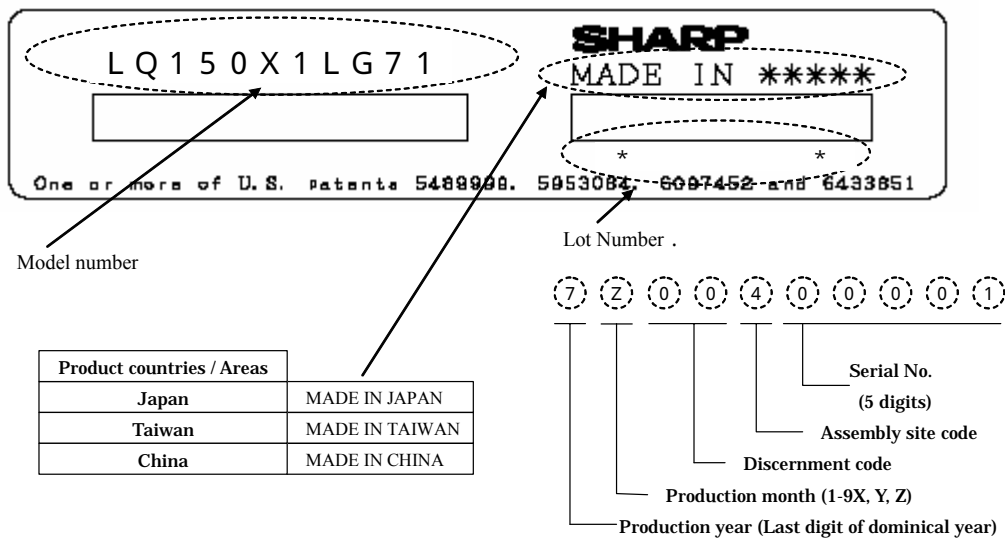 LQ150X1LG71
SHARP
MADE IN *****
* *
One or more of U.S. Patents 5489999. 5953084. 6097452 and 6433851
Model number
Lot Number .
7 Z 0 0 4 0 0 0 0 1
Product countries / Areas
Japan MADE IN JAPAN
Taiwan MADE IN TAIWAN
China MADE IN CHINA
Serial No.
(5 digits)
Assembly site code
Discernment code
Production month (1-9X, Y, Z)
Production year (Last digit of dominical year)